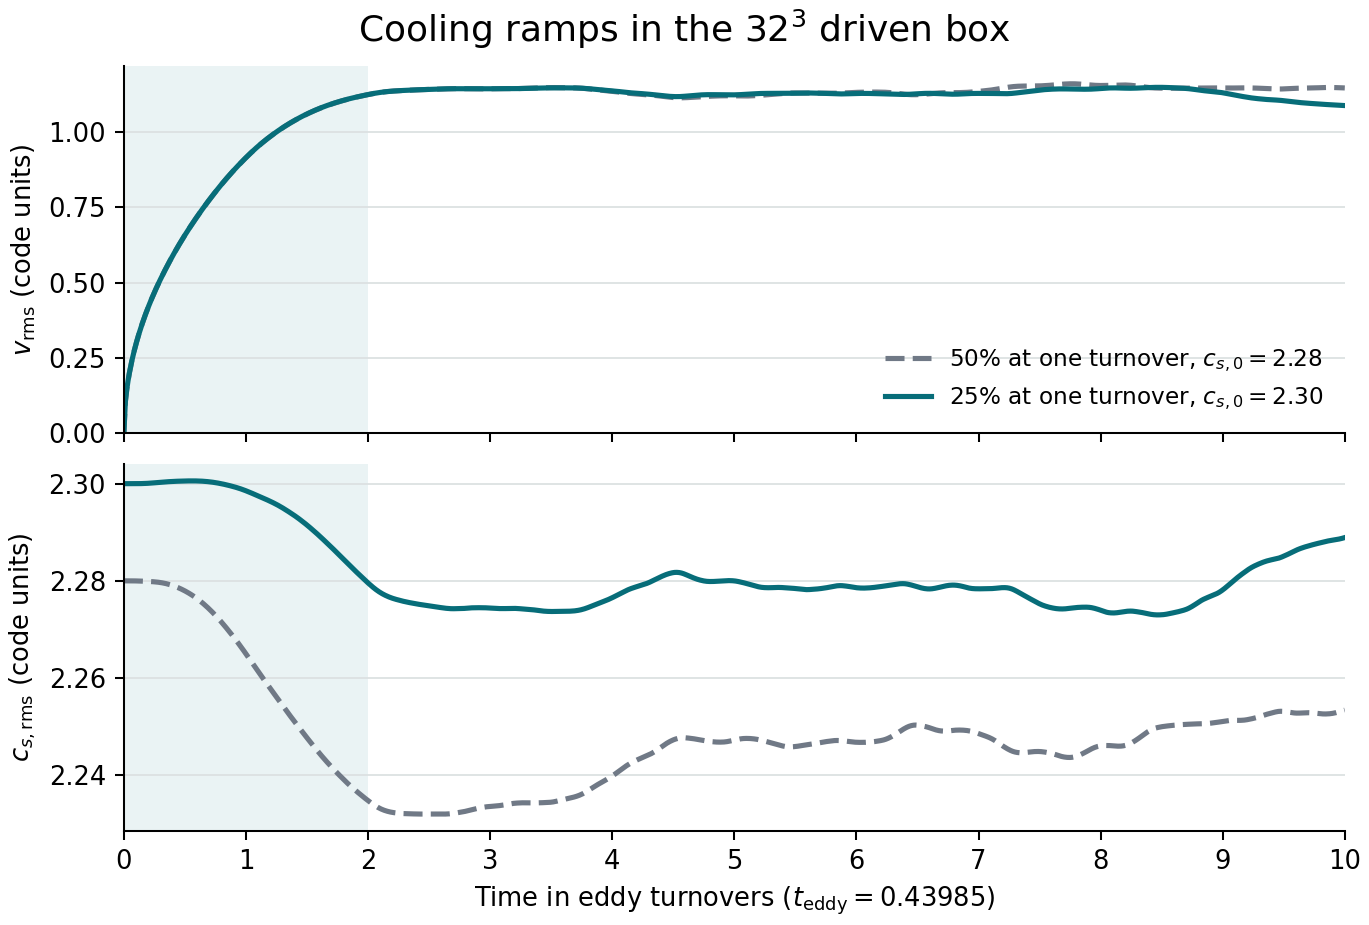 Cooling ramps in the 32³ driven box
v_rms (code units)
1.00
0.75
0.50
0.25
0.00
50% at one turnover, c_{s,0} = 2.28
25% at one turnover, c_{s,0} = 2.30
c_{s,rms} (code units)
2.30
2.28
2.26
2.24
0 1 2 3 4 5 6 7 8 9 10
Time in eddy turnovers (t_eddy = 0.43985)